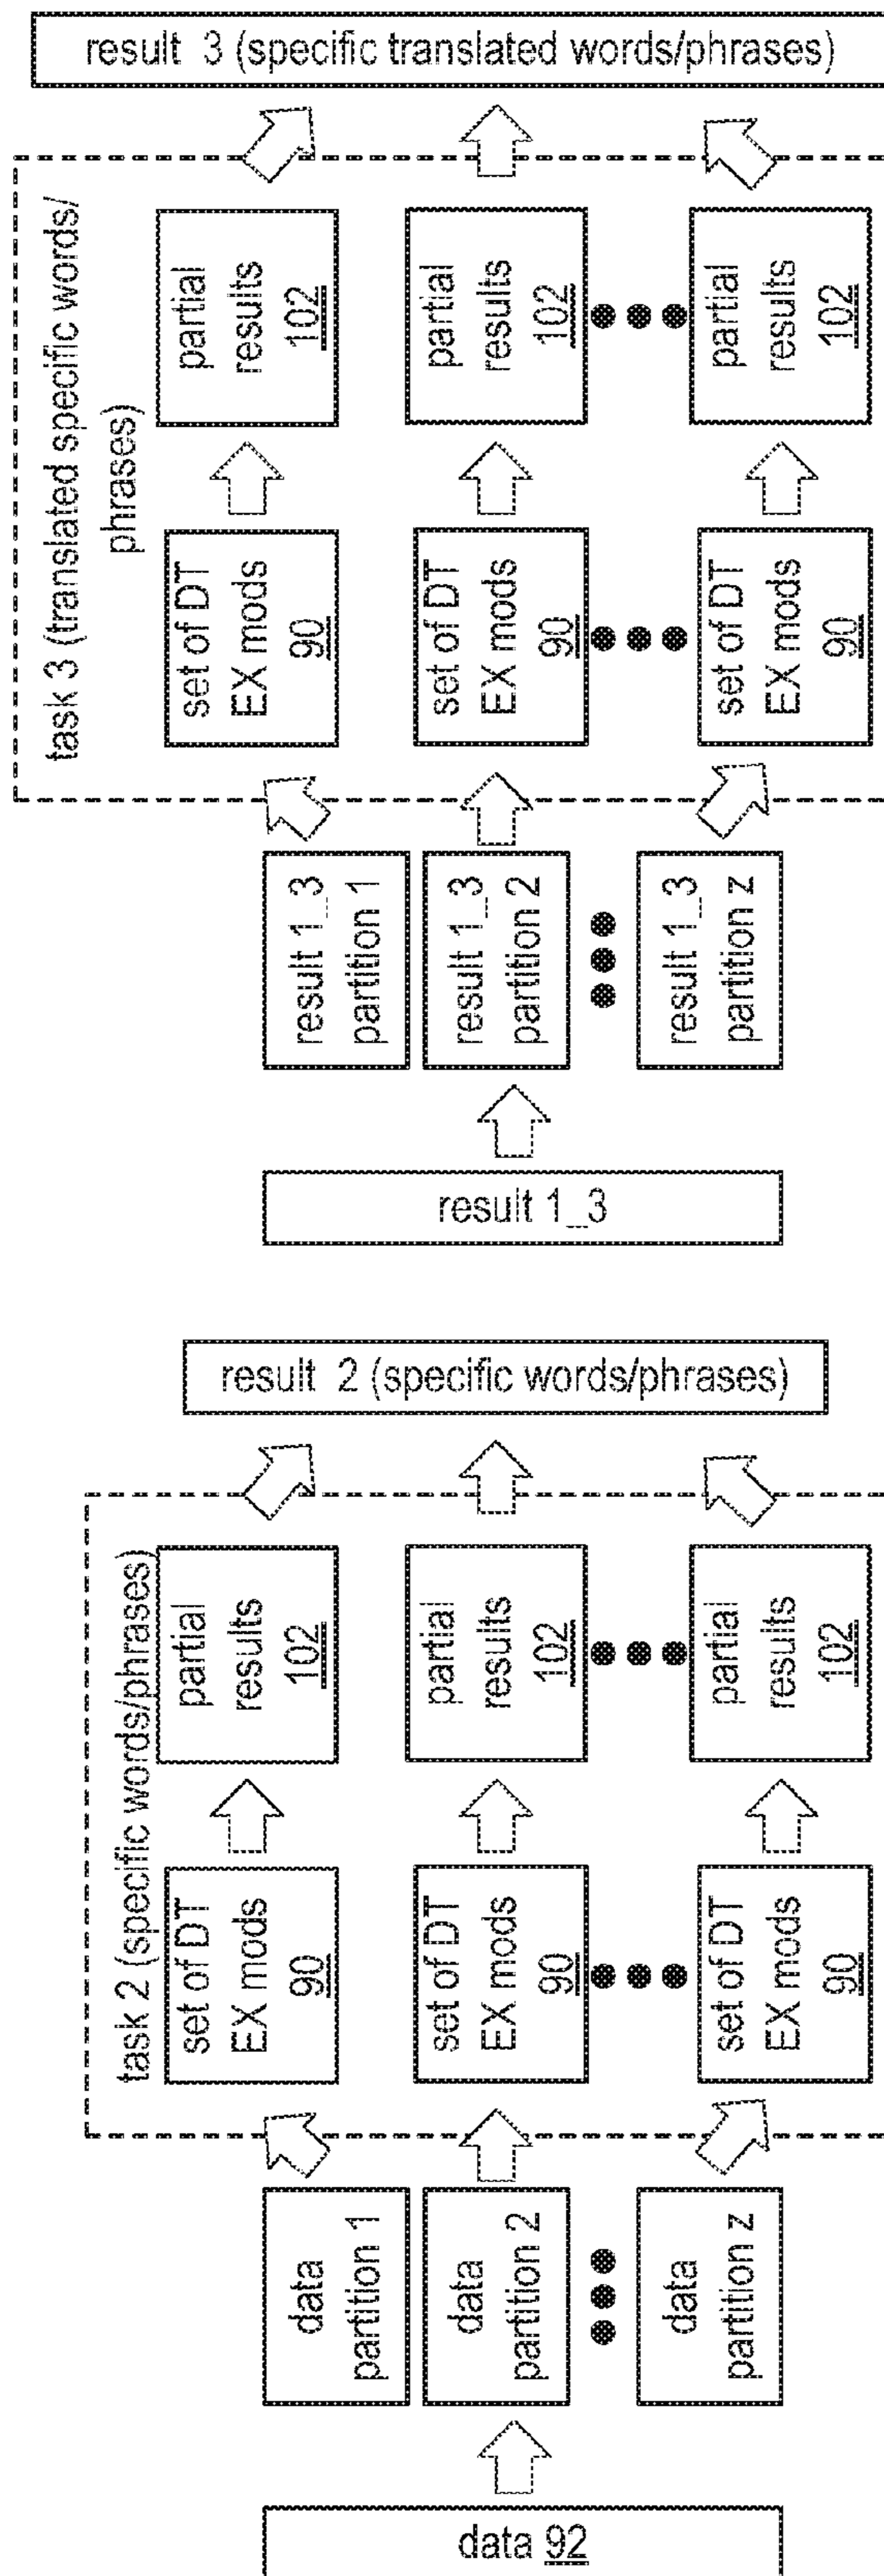 data 92
data
partition 1
data
partition 2
data
partition z
task 2 (specific words/phrases)
set of DT
EX mods
90
set of DT
EX mods
90
set of DT
EX mods
90
partial
results
102
partial
results
102
partial
results
102
result 2 (specific words/phrases)
result 1_3
result 1_3
partition 1
result 1_3
partition 2
result 1_3
partition z
task 3 (translated specific words/
phrases)
set of DT
EX mods
90
set of DT
EX mods
90
set of DT
EX mods
90
partial
results
102
partial
results
102
partial
results
102
result 3 (specific translated words/phrases)